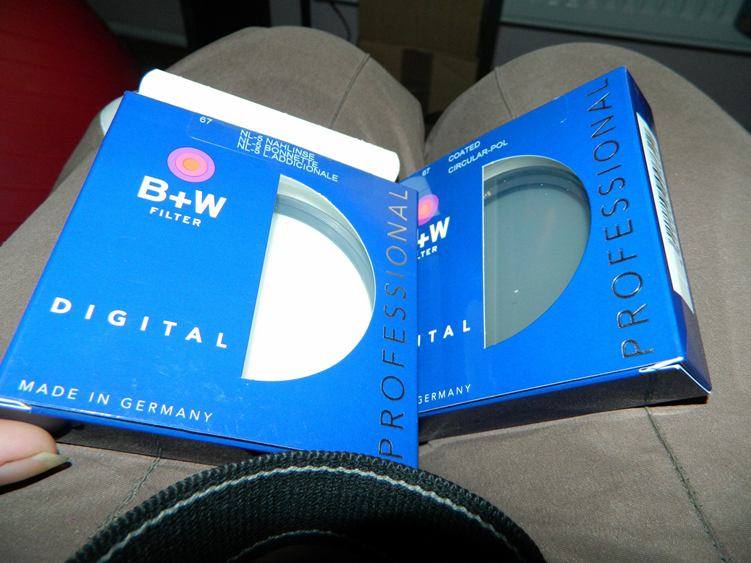 67
NL-5 NAHLINSE
NL-5 BONNETTE
NL-5 L.ADDICIONALE
B+W
FILTER
DIGITAL
MADE IN GERMANY
PROFESSIONAL
67
COATED
CIRCULAR-POL
+W
TER
ITAL
GERMANY
PROFESSIONAL